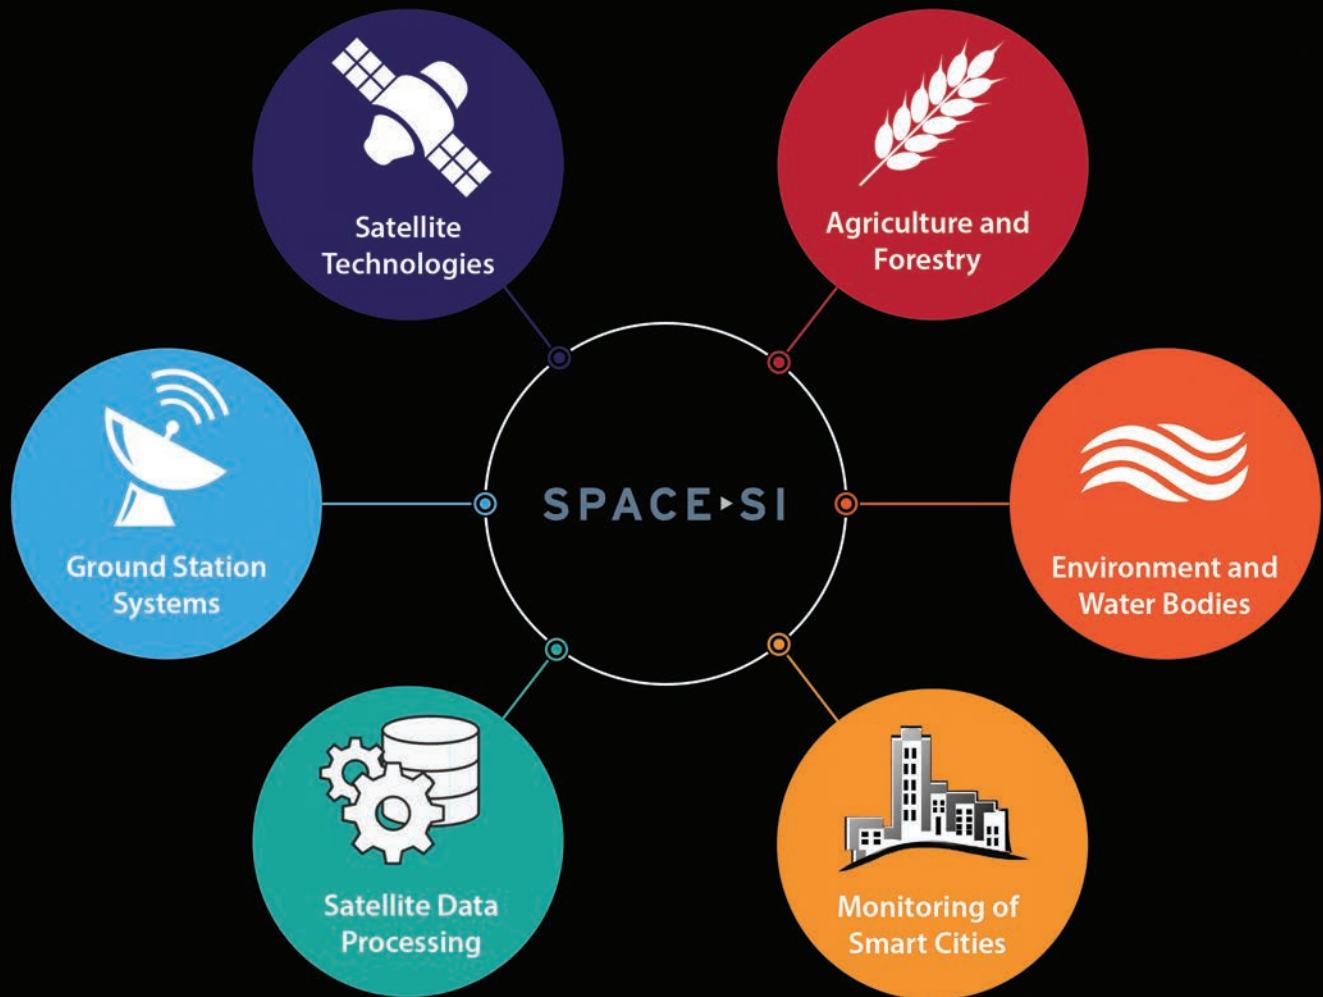 Satellite
Technologies
Agriculture and
Forestry
Ground Station
Systems
SPACE▸SI
Environment and
Water Bodies
Satellite Data
Processing
Monitoring of
Smart Cities